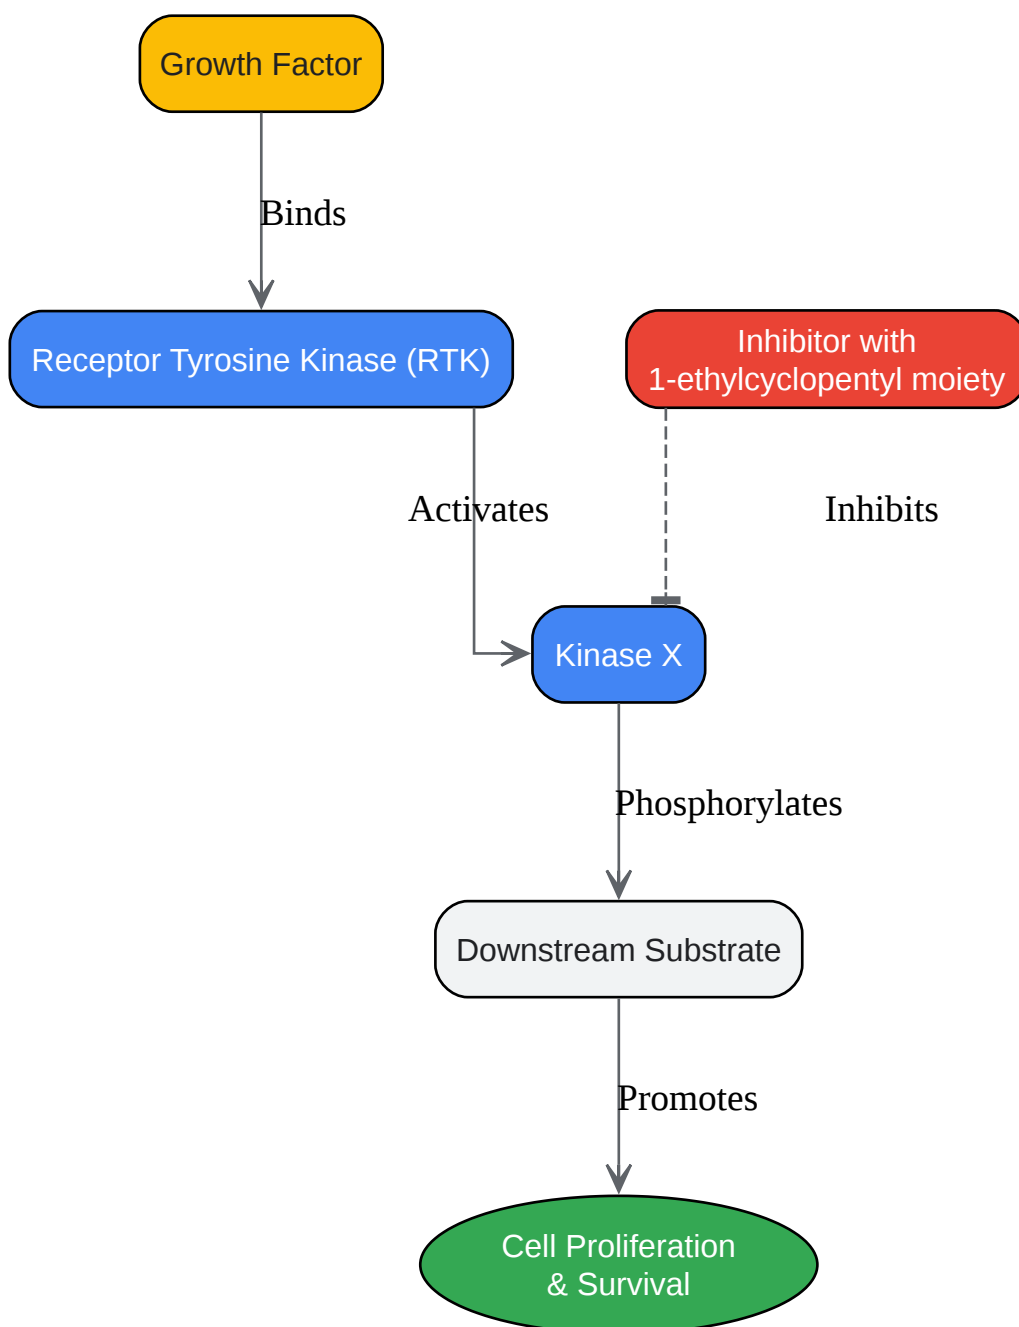 Growth Factor
Binds
Receptor Tyrosine Kinase (RTK)
Inhibitor with
1-ethylcyclopentyl moiety
Activates
Inhibits
Kinase X
Phosphorylates
Downstream Substrate
Promotes
Cell Proliferation
& Survival